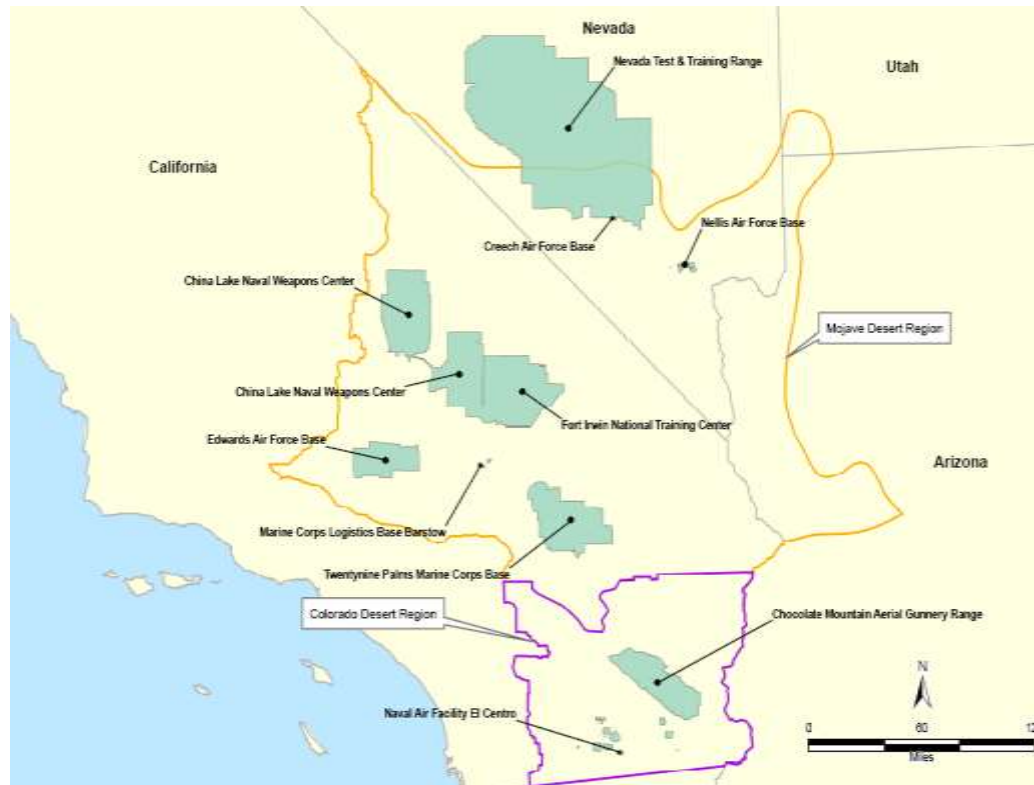 Nevada
Nevada Test & Training Range
Utah
California
Nellis Air Force Base
Creech Air Force Base
China Lake Naval Weapons Center
Mojave Desert Region
China Lake Naval Weapons Center
Fort Irwin National Training Center
Edwards Air Force Base
Arizona
Marine Corps Logistics Base Barstow
Twentynine Palms Marine Corps Base
Colorado Desert Region
Chocolate Mountain Aerial Gunnery Range
N
Naval Air Facility El Centro
0 60 12
Miles